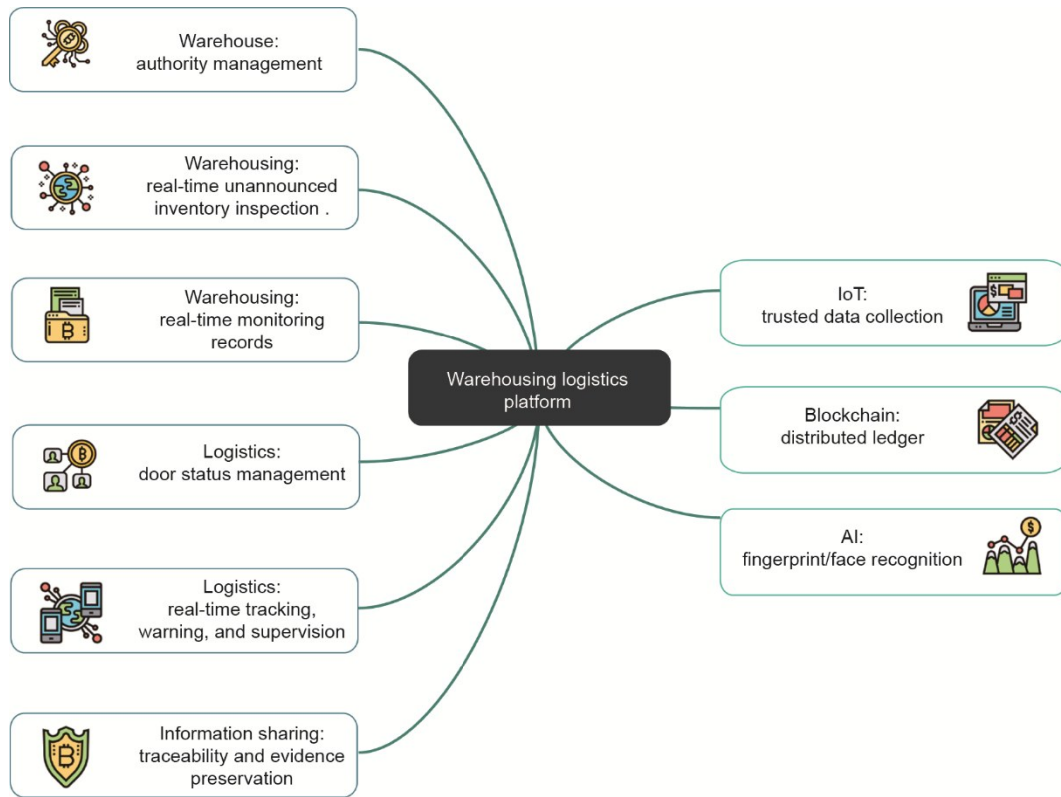 Warehouse:
authority management
Warehousing:
real-time unannounced
inventory inspection .
Warehousing:
real-time monitoring
records
Logistics:
door status management
Logistics:
real-time tracking,
warning, and supervision
Information sharing:
traceability and evidence
preservation
Warehousing logistics
platform
IoT:
trusted data collection
Blockchain:
distributed ledger
AI:
fingerprint/face recognition